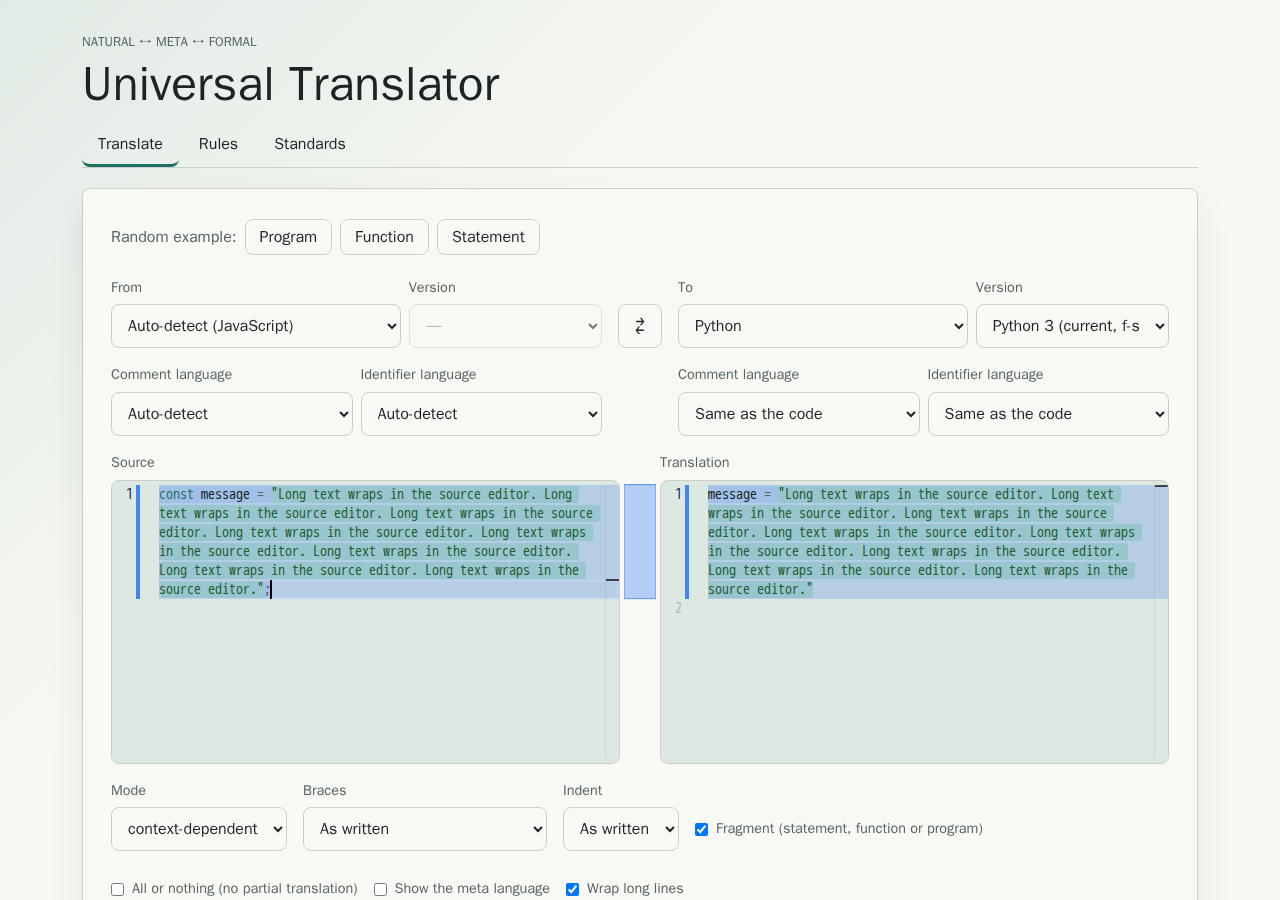 NATURAL ↔ META ↔ FORMAL
Universal Translator
Translate Rules Standards
Random example: Program Function Statement
From Version To Version
Auto-detect (JavaScript) — Python Python 3 (current, f-s
Comment language Identifier language Comment language Identifier language
Auto-detect Auto-detect Same as the code Same as the code
Source
1 const message = "Long text wraps in the source editor. Long
text wraps in the source editor. Long text wraps in the source
editor. Long text wraps in the source editor. Long text wraps
in the source editor. Long text wraps in the source editor.
Long text wraps in the source editor. Long text wraps in the
source editor.";
Translation
1 message = "Long text wraps in the source editor. Long text
wraps in the source editor. Long text wraps in the source
editor. Long text wraps in the source editor. Long text wraps
in the source editor. Long text wraps in the source editor.
Long text wraps in the source editor. Long text wraps in the
source editor."
2
Mode Braces Indent
context-dependent As written As written Fragment (statement, function or program)
All or nothing (no partial translation) Show the meta language Wrap long lines